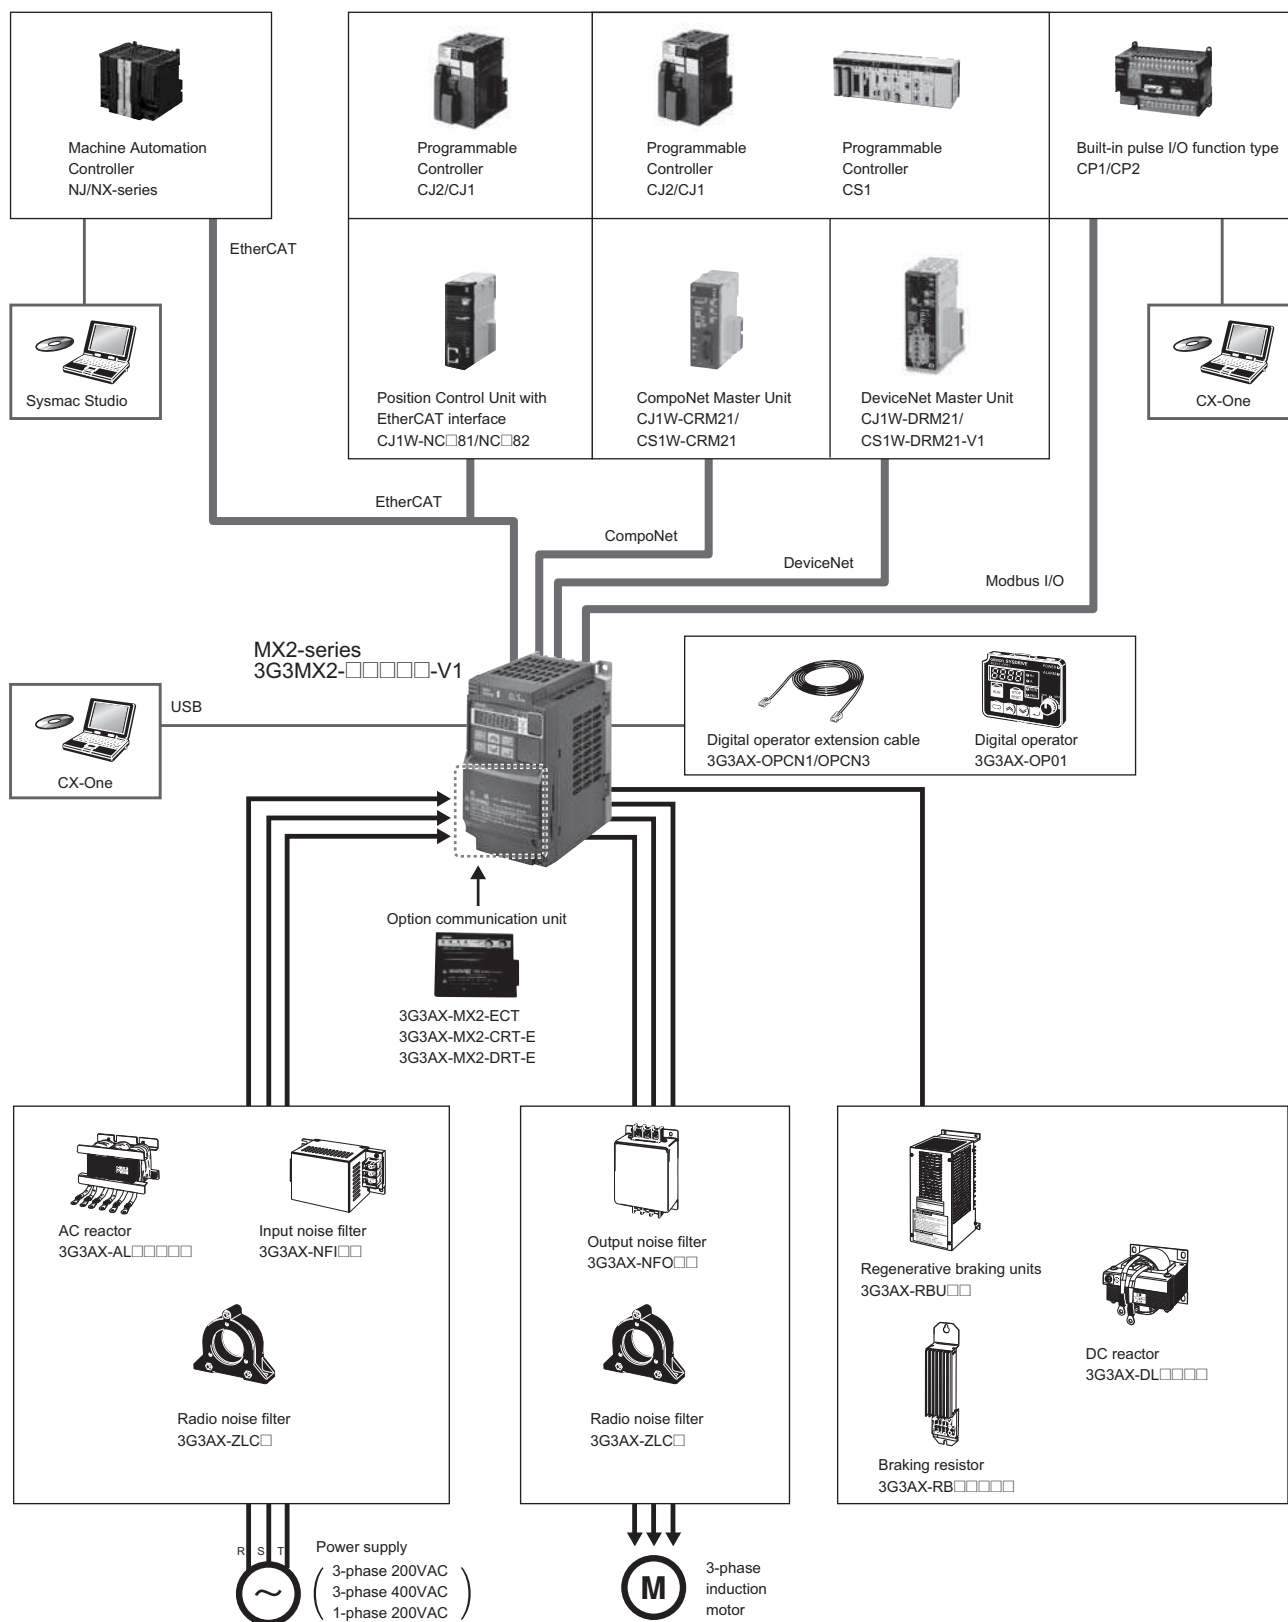 Machine Automation
Controller
NJ/NX-series
Programmable
Controller
CJ2/CJ1
Programmable
Controller
CJ2/CJ1
Programmable
Controller
CS1
Built-in pulse I/O function type
CP1/CP2
EtherCAT
Sysmac Studio
Position Control Unit with
EtherCAT interface
CJ1W-NC□81/NC□82
CompoNet Master Unit
CJ1W-CRM21/
CS1W-CRM21
DeviceNet Master Unit
CJ1W-DRM21/
CS1W-DRM21-V1
CX-One
EtherCAT
CompoNet
DeviceNet
Modbus I/O
MX2-series
3G3MX2-□□□□□-V1
USB
CX-One
Digital operator extension cable
3G3AX-OPCN1/OPCN3
Digital operator
3G3AX-OP01
Option communication unit
3G3AX-MX2-ECT
3G3AX-MX2-CRT-E
3G3AX-MX2-DRT-E
AC reactor
3G3AX-AL□□□□□
Input noise filter
3G3AX-NFI□□
Radio noise filter
3G3AX-ZLC□
Output noise filter
3G3AX-NFO□□
Radio noise filter
3G3AX-ZLC□
Regenerative braking units
3G3AX-RBU□□
DC reactor
3G3AX-DL□□□□
Braking resistor
3G3AX-RB□□□□□
R S T
Power supply
3-phase 200VAC
3-phase 400VAC
1-phase 200VAC
M
3-phase
induction
motor